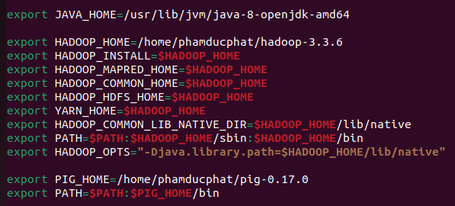 export JAVA_HOME=/usr/lib/jvm/java-8-openjdk-amd64
export HADOOP_HOME=/home/phamducphat/hadoop-3.3.6
export HADOOP_INSTALL=$HADOOP_HOME
export HADOOP_MAPRED_HOME=$HADOOP_HOME
export HADOOP_COMMON_HOME=$HADOOP_HOME
export HADOOP_HDFS_HOME=$HADOOP_HOME
export YARN_HOME=$HADOOP_HOME
export HADOOP_COMMON_LIB_NATIVE_DIR=$HADOOP_HOME/lib/native
export PATH=$PATH:$HADOOP_HOME/sbin:$HADOOP_HOME/bin
export HADOOP_OPTS="-Djava.library.path=$HADOOP_HOME/lib/native"
export PIG_HOME=/home/phamducphat/pig-0.17.0
export PATH=$PATH:$PIG_HOME/bin